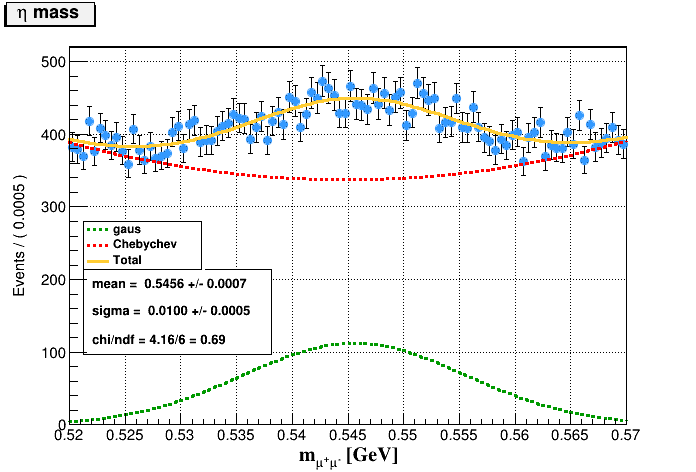 η mass
500
400
300
200
100
0
Events / ( 0.0005 )
gaus
Chebychev
Total
mean = 0.5456 +/- 0.0007
sigma = 0.0100 +/- 0.0005
chi/ndf = 4.16/6 = 0.69
0.52 0.525 0.53 0.535 0.54 0.545 0.55 0.555 0.56 0.565 0.57
m_μ⁺μ⁻ [GeV]